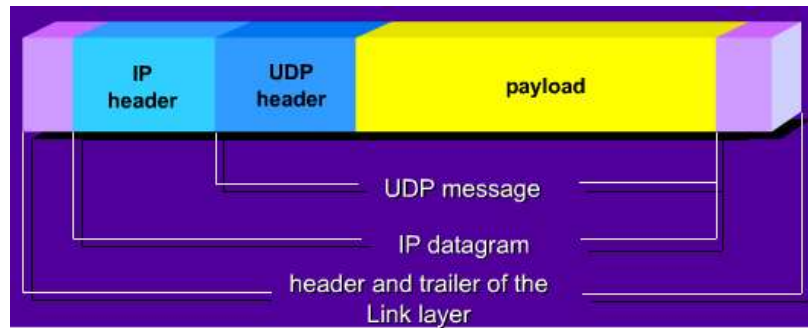 IP
header
UDP
header
payload
UDP message
IP datagram
header and trailer of the
Link layer